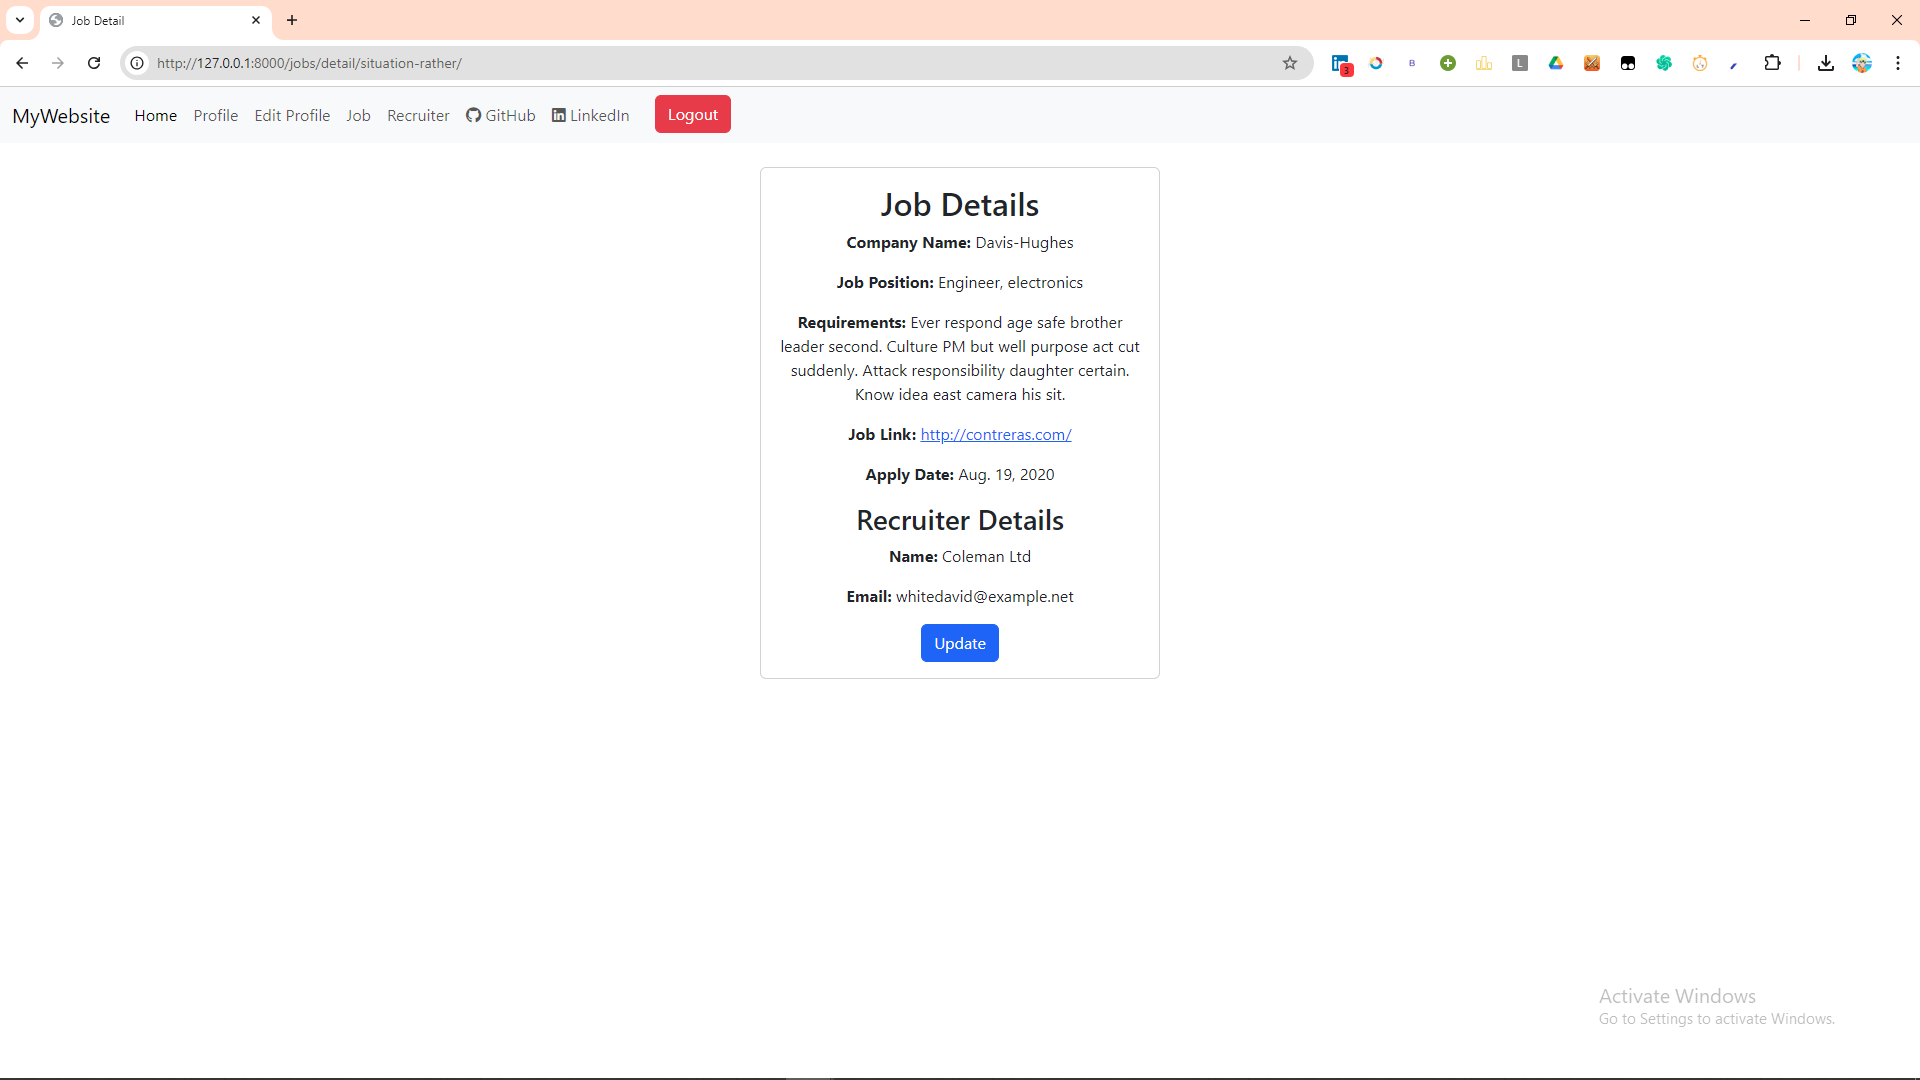 Job Detail
http://127.0.0.1:8000/jobs/detail/situation-rather/
3
B
L
MyWebsite Home Profile Edit Profile Job Recruiter GitHub LinkedIn Logout
Job Details
Company Name: Davis-Hughes
Job Position: Engineer, electronics
Requirements: Ever respond age safe brother
leader second. Culture PM but well purpose act cut
suddenly. Attack responsibility daughter certain.
Know idea east camera his sit.
Job Link: http://contreras.com/
Apply Date: Aug. 19, 2020
Recruiter Details
Name: Coleman Ltd
Email: whitedavid@example.net
Update
Activate Windows
Go to Settings to activate Windows.